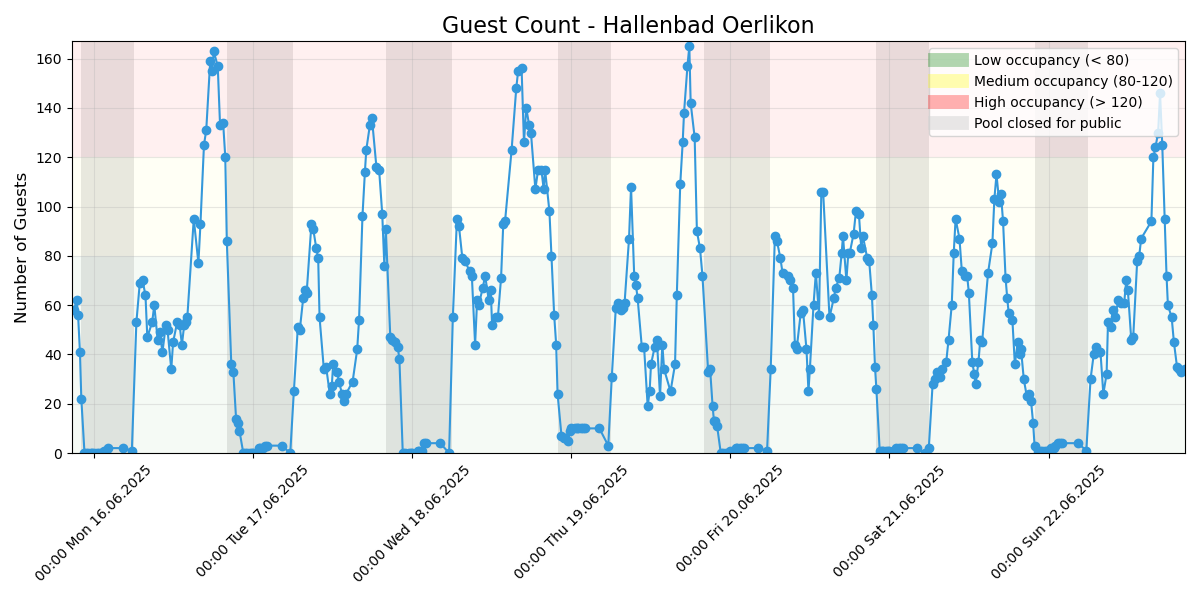 Guest Count - Hallenbad Oerlikon
Low occupancy (< 80)
Medium occupancy (80-120)
High occupancy (> 120)
Pool closed for public
Number of Guests
160
140
120
100
80
60
40
20
0
00:00 Mon 16.06.2025
00:00 Tue 17.06.2025
00:00 Wed 18.06.2025
00:00 Thu 19.06.2025
00:00 Fri 20.06.2025
00:00 Sat 21.06.2025
00:00 Sun 22.06.2025